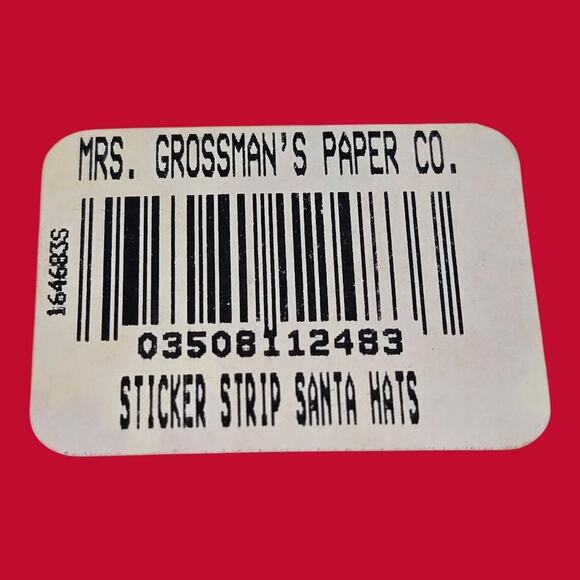 MRS. GROSSMAN'S PAPER CO.
164683S
03508112483
STICKER STRIP SANTA HATS